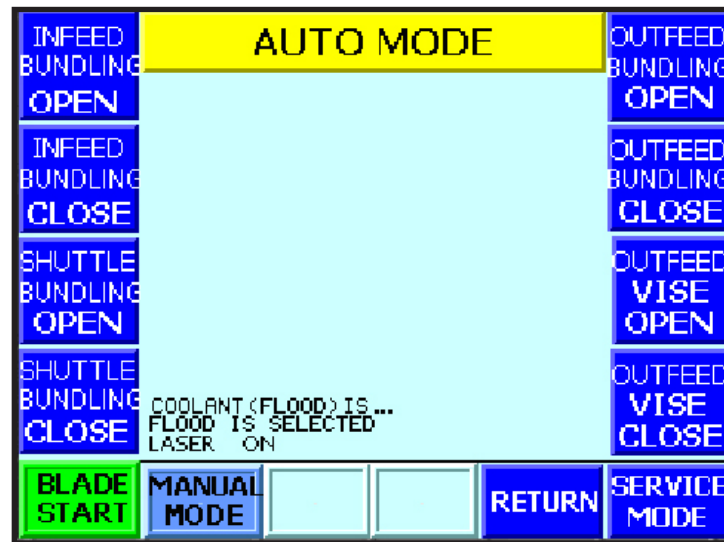 AUTO MODE
INFEED
BUNDLING
OPEN
INFEED
BUNDLING
CLOSE
SHUTTLE
BUNDLING
OPEN
SHUTTLE
BUNDLING
CLOSE
OUTFEED
BUNDLING
OPEN
OUTFEED
BUNDLING
CLOSE
OUTFEED
VISE
OPEN
OUTFEED
VISE
CLOSE
COOLANT(FLOOD)IS...
FLOOD IS SELECTED
LASER ON
BLADE
START
MANUAL
MODE
RETURN
SERVICE
MODE